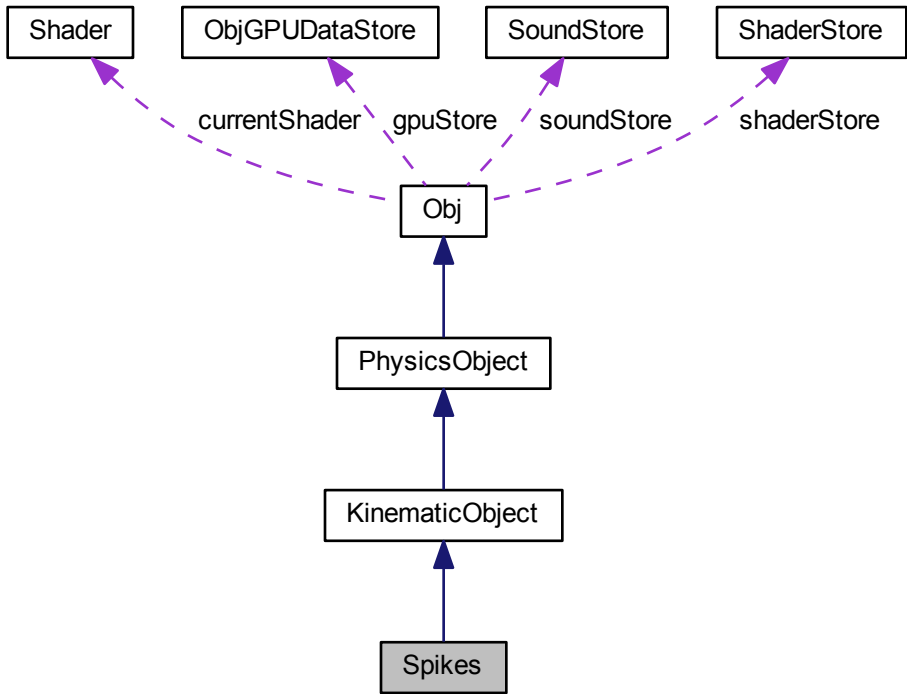 Shader
ObjGPUDataStore
SoundStore
ShaderStore
currentShader
gpuStore
soundStore
shaderStore
Obj
PhysicsObject
KinematicObject
Spikes